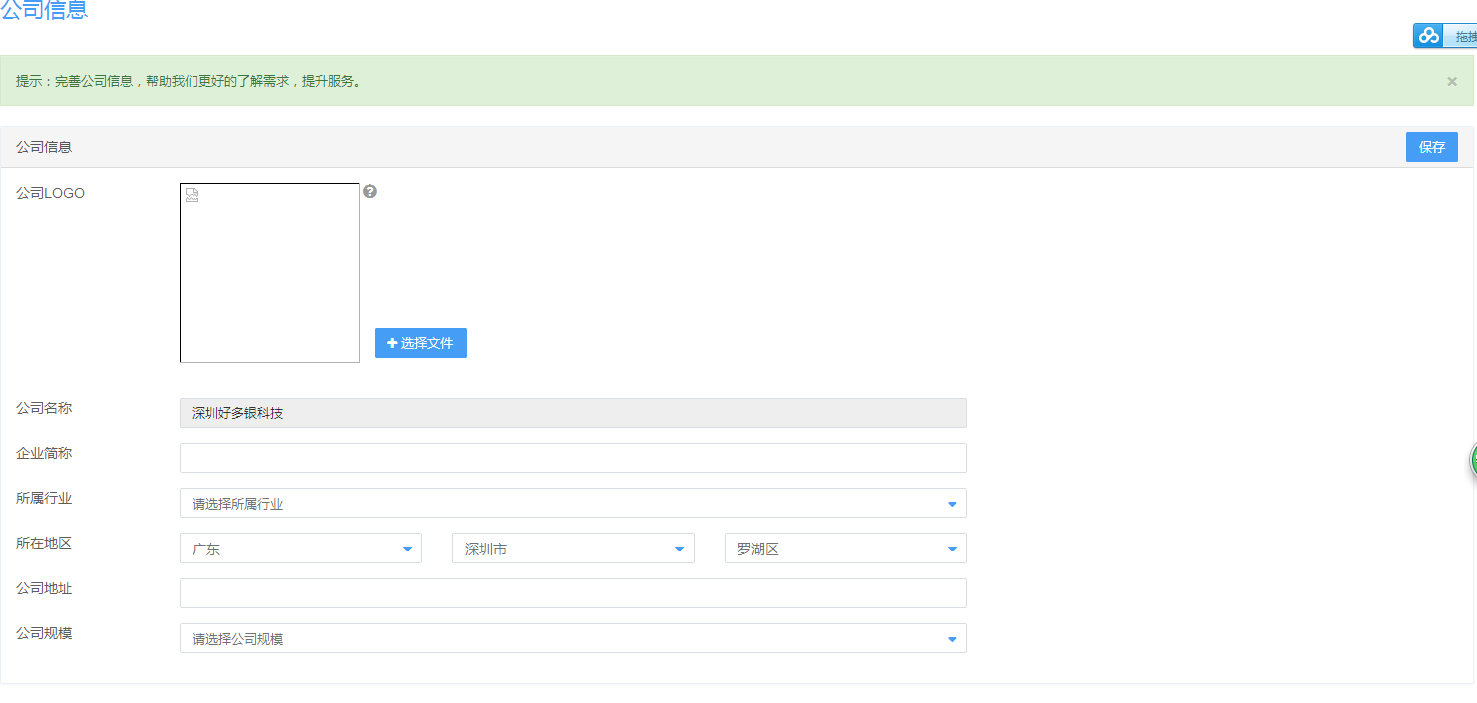 公司信息
拖拽
提示：完善公司信息，帮助我们更好的了解需求，提升服务。
×
公司信息
保存
公司LOGO
?
选择文件
公司名称
深圳好多银科技
企业简称
所属行业
请选择所属行业
所在地区
广东
深圳市
罗湖区
公司地址
公司规模
请选择公司规模